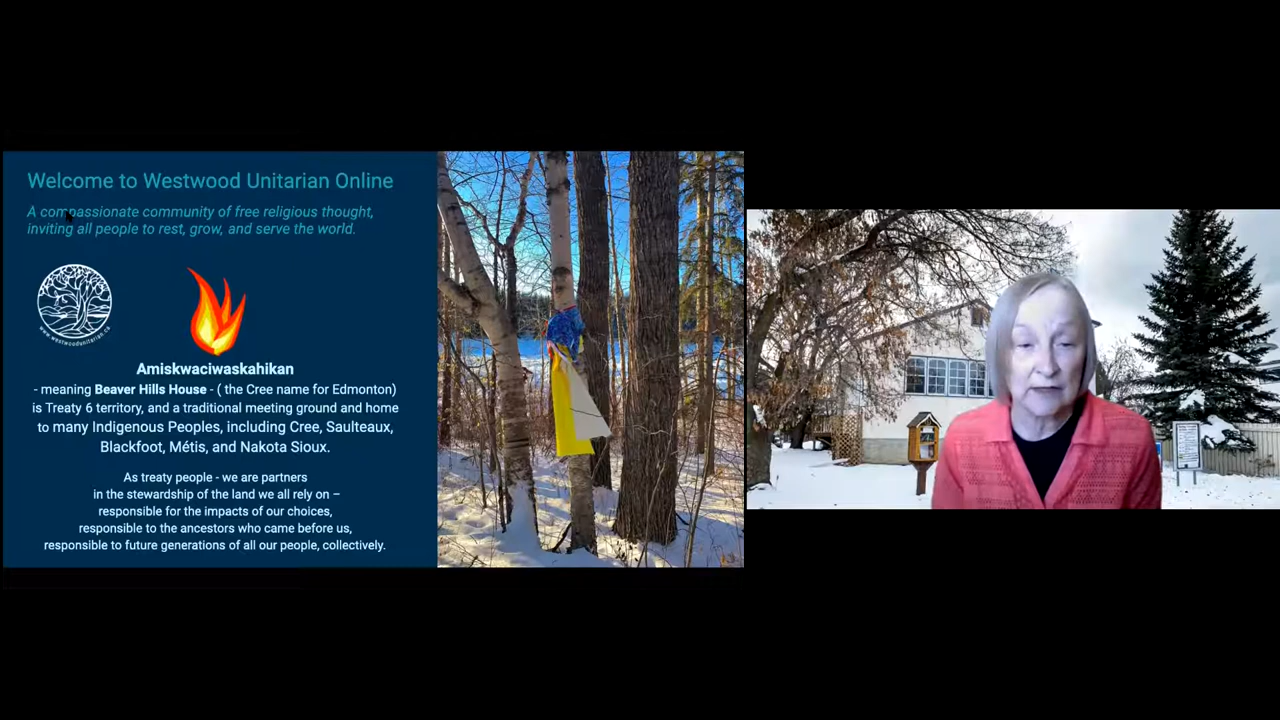 Welcome to Westwood Unitarian Online
A compassionate community of free religious thought,
inviting all people to rest, grow, and serve the world.
www.westwoodunitarian.ca
Amiskwaciwaskahikan
- meaning Beaver Hills House - ( the Cree name for Edmonton)
is Treaty 6 territory, and a traditional meeting ground and home
to many Indigenous Peoples, including Cree, Saulteaux,
Blackfoot, Métis, and Nakota Sioux.
As treaty people - we are partners
in the stewardship of the land we all rely on –
responsible for the impacts of our choices,
responsible to the ancestors who came before us,
responsible to future generations of all our people, collectively.